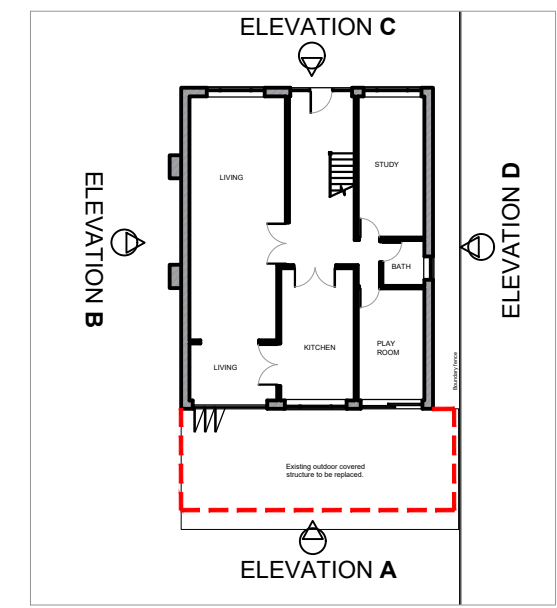 ELEVATION C
ELEVATION B
ELEVATION D
LIVING
STUDY
BATH
KITCHEN
PLAY
ROOM
LIVING
Boundary fence
Existing outdoor covered
structure to be replaced.
ELEVATION A